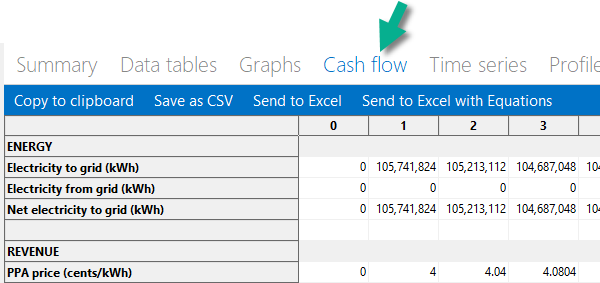 Summary Data tables Graphs Cash flow Time series Profile
Copy to clipboard Save as CSV Send to Excel Send to Excel with Equations
0 1 2 3
ENERGY
Electricity to grid (kWh) 0 105,741,824 105,213,112 104,687,048 104
Electricity from grid (kWh) 0 0 0 0
Net electricity to grid (kWh) 0 105,741,824 105,213,112 104,687,048 104
REVENUE
PPA price (cents/kWh) 0 4 4.04 4.0804